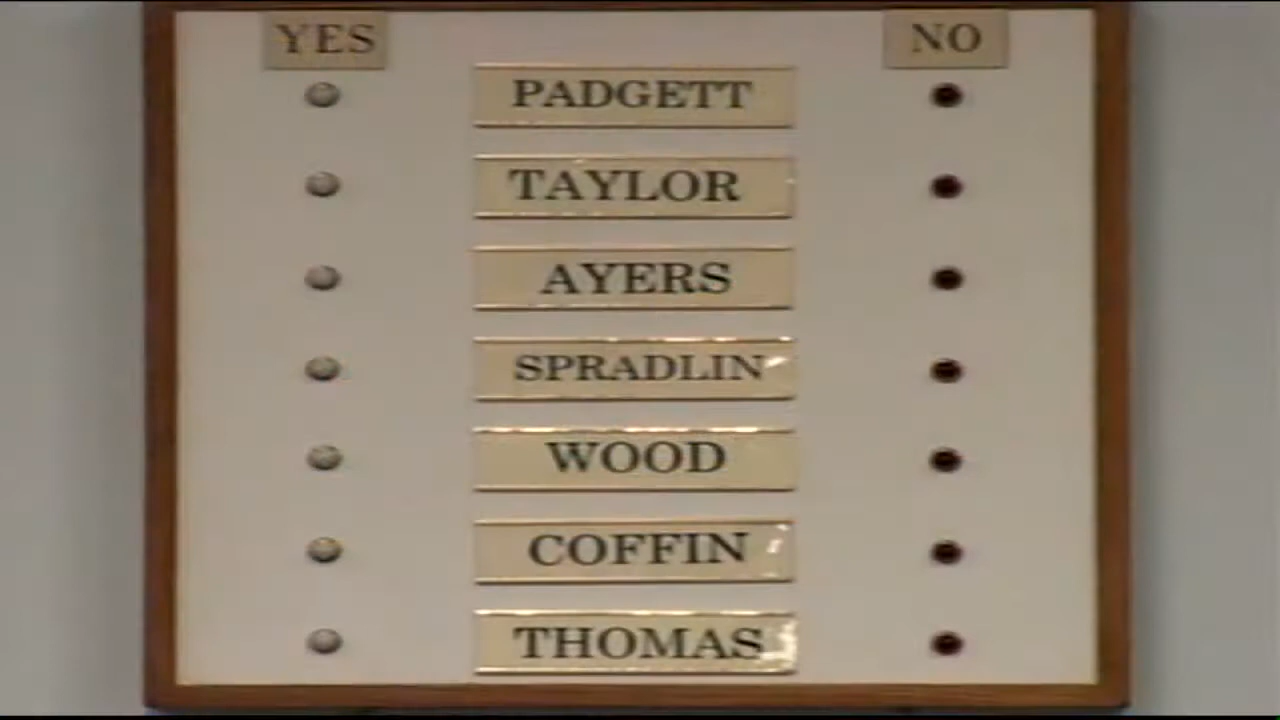 YES NO
PADGETT
TAYLOR
AYERS
SPRADLIN
WOOD
COFFIN
THOMAS